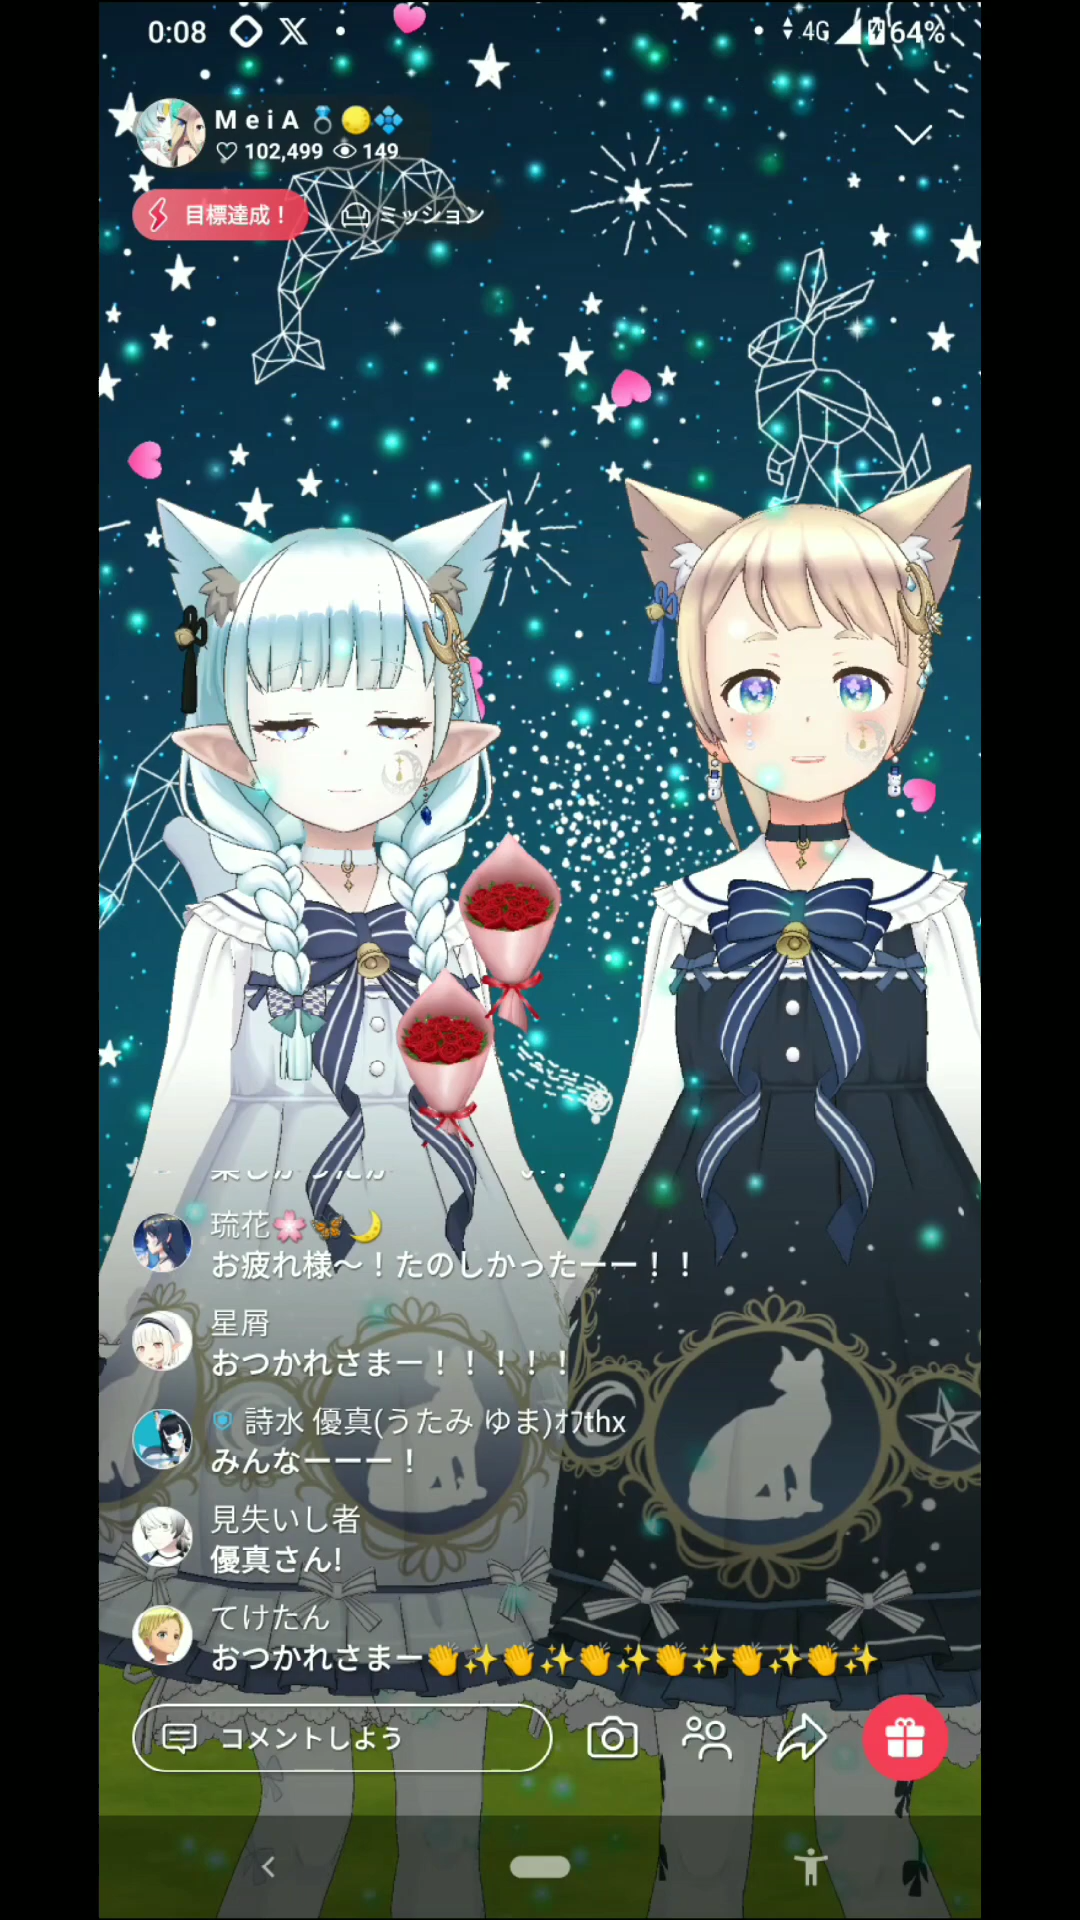 0:08
4G
64%
MeiA💍🌕💠
102,499 149
目標達成！
ミッション
琉花🌸🦋🌙
お疲れ様～！たのしかったーー！！
星屑
おつかれさまー！！！！！
詩水 優真(うたみ ゆま)ｵﾌthx
みんなーーー！
見失いし者
優真さん!
てけたん
おつかれさまー👏✨👏✨👏✨👏✨👏✨👏✨
コメントしよう